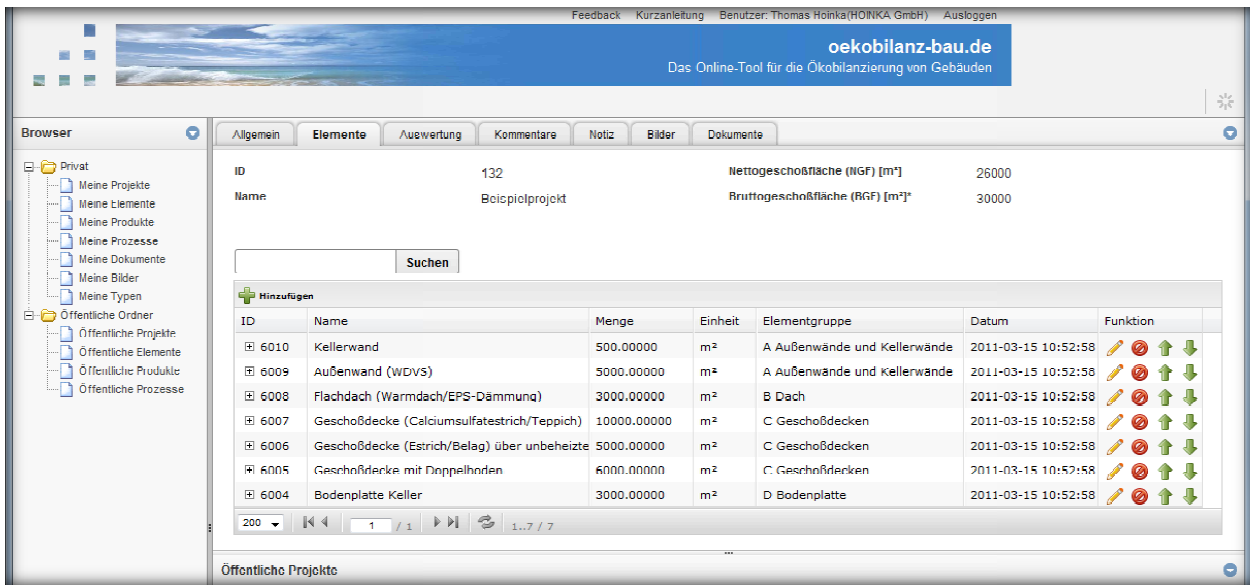 Feedback Kurzanleitung Benutzer: Thomas Hoinka(HOINKA GmbH) Ausloggen
oekobilanz-bau.de
Das Online-Tool für die Ökobilanzierung von Gebäuden
Browser
Privat
Meine Projekte
Meine Elemente
Meine Produkte
Meine Prozesse
Meine Dokumente
Meine Bilder
Meine Typen
Öffentliche Ordner
Öffentliche Projekte
Öffentliche Elemente
Öffentliche Produkte
Öffentliche Prozesse
Allgemein Elemente Auswertung Kommentare Notiz Bilder Dokumente
ID 132 Nettogeschoßfläche (NGF) [m²] 26000
Name Beispielprojekt Bruttogeschoßfläche (BGF) [m²]* 30000
Suchen
Hinzufügen
ID Name Menge Einheit Elementgruppe Datum Funktion
6010 Kellerwand 500.00000 m² A Außenwände und Kellerwände 2011-03-15 10:52:58
6009 Außenwand (WDVS) 5000.00000 m² A Außenwände und Kellerwände 2011-03-15 10:52:58
6008 Flachdach (Warmdach/EPS-Dämmung) 3000.00000 m² B Dach 2011-03-15 10:52:58
6007 Geschoßdecke (Calciumsulfatestrich/Teppich) 10000.00000 m² C Geschoßdecken 2011-03-15 10:52:58
6006 Geschoßdecke (Estrich/Belag) über unbeheizte 5000.00000 m² C Geschoßdecken 2011-03-15 10:52:58
6005 Geschoßdecke mit Doppelboden 6000.00000 m² C Geschoßdecken 2011-03-15 10:52:58
6004 Bodenplatte Keller 3000.00000 m² D Bodenplatte 2011-03-15 10:52:58
200 1 / 1 1..7 / 7
Öffentliche Projekte